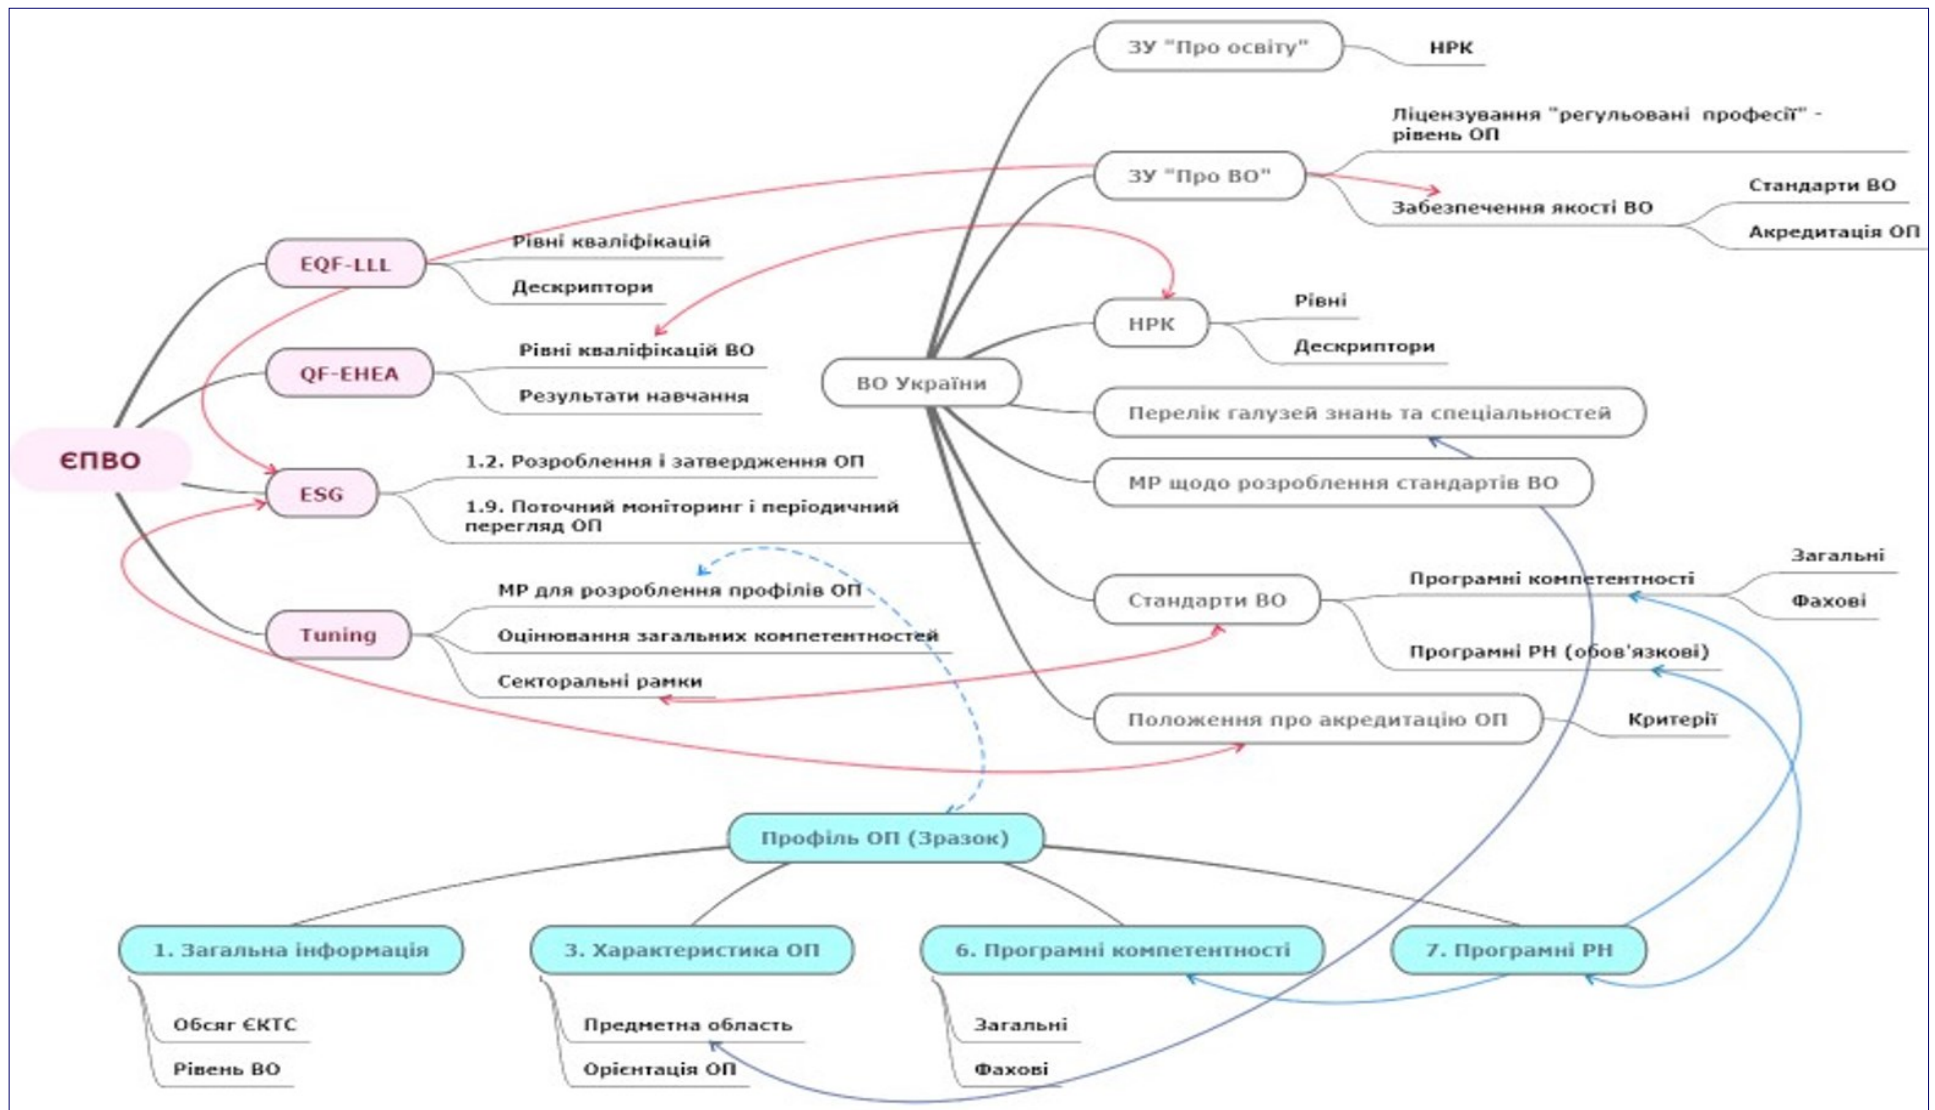 ЄПВО
EQF-LLL
Рівні кваліфікацій
Дескриптори
QF-EHEA
Рівні кваліфікацій ВО
Результати навчання
ESG
1.2. Розроблення і затвердження ОП
1.9. Поточний моніторинг і періодичний
перегляд ОП
Tuning
МР для розроблення профілів ОП
Оцінювання загальних компетентностей
Секторальні рамки
ВО України
ЗУ "Про освіту"
НРК
ЗУ "Про ВО"
Ліцензування "регульовані професії" -
рівень ОП
Забезпечення якості ВО
Стандарти ВО
Акредитація ОП
НРК
Рівні
Дескриптори
Перелік галузей знань та спеціальностей
МР щодо розроблення стандартів ВО
Стандарти ВО
Програмні компетентності
Загальні
Фахові
Програмні РН (обов'язкові)
Положення про акредитацію ОП
Критерії
Профіль ОП (Зразок)
1. Загальна інформація
Обсяг ЄКТС
Рівень ВО
3. Характеристика ОП
Предметна область
Орієнтація ОП
6. Програмні компетентності
Загальні
Фахові
7. Програмні РН